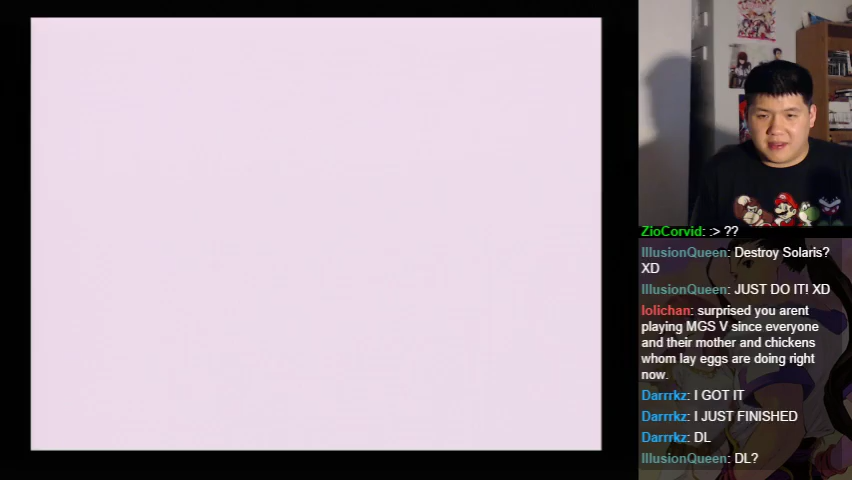 ZioCorvid: :> ??
IllusionQueen: Destroy Solaris?
XD
IllusionQueen: JUST DO IT! XD
lolichan: surprised you arent
playing MGS V since everyone
and their mother and chickens
whom lay eggs are doing right
now.
Darrrkz: I GOT IT
Darrrkz: I JUST FINISHED
Darrrkz: DL
IllusionQueen: DL?